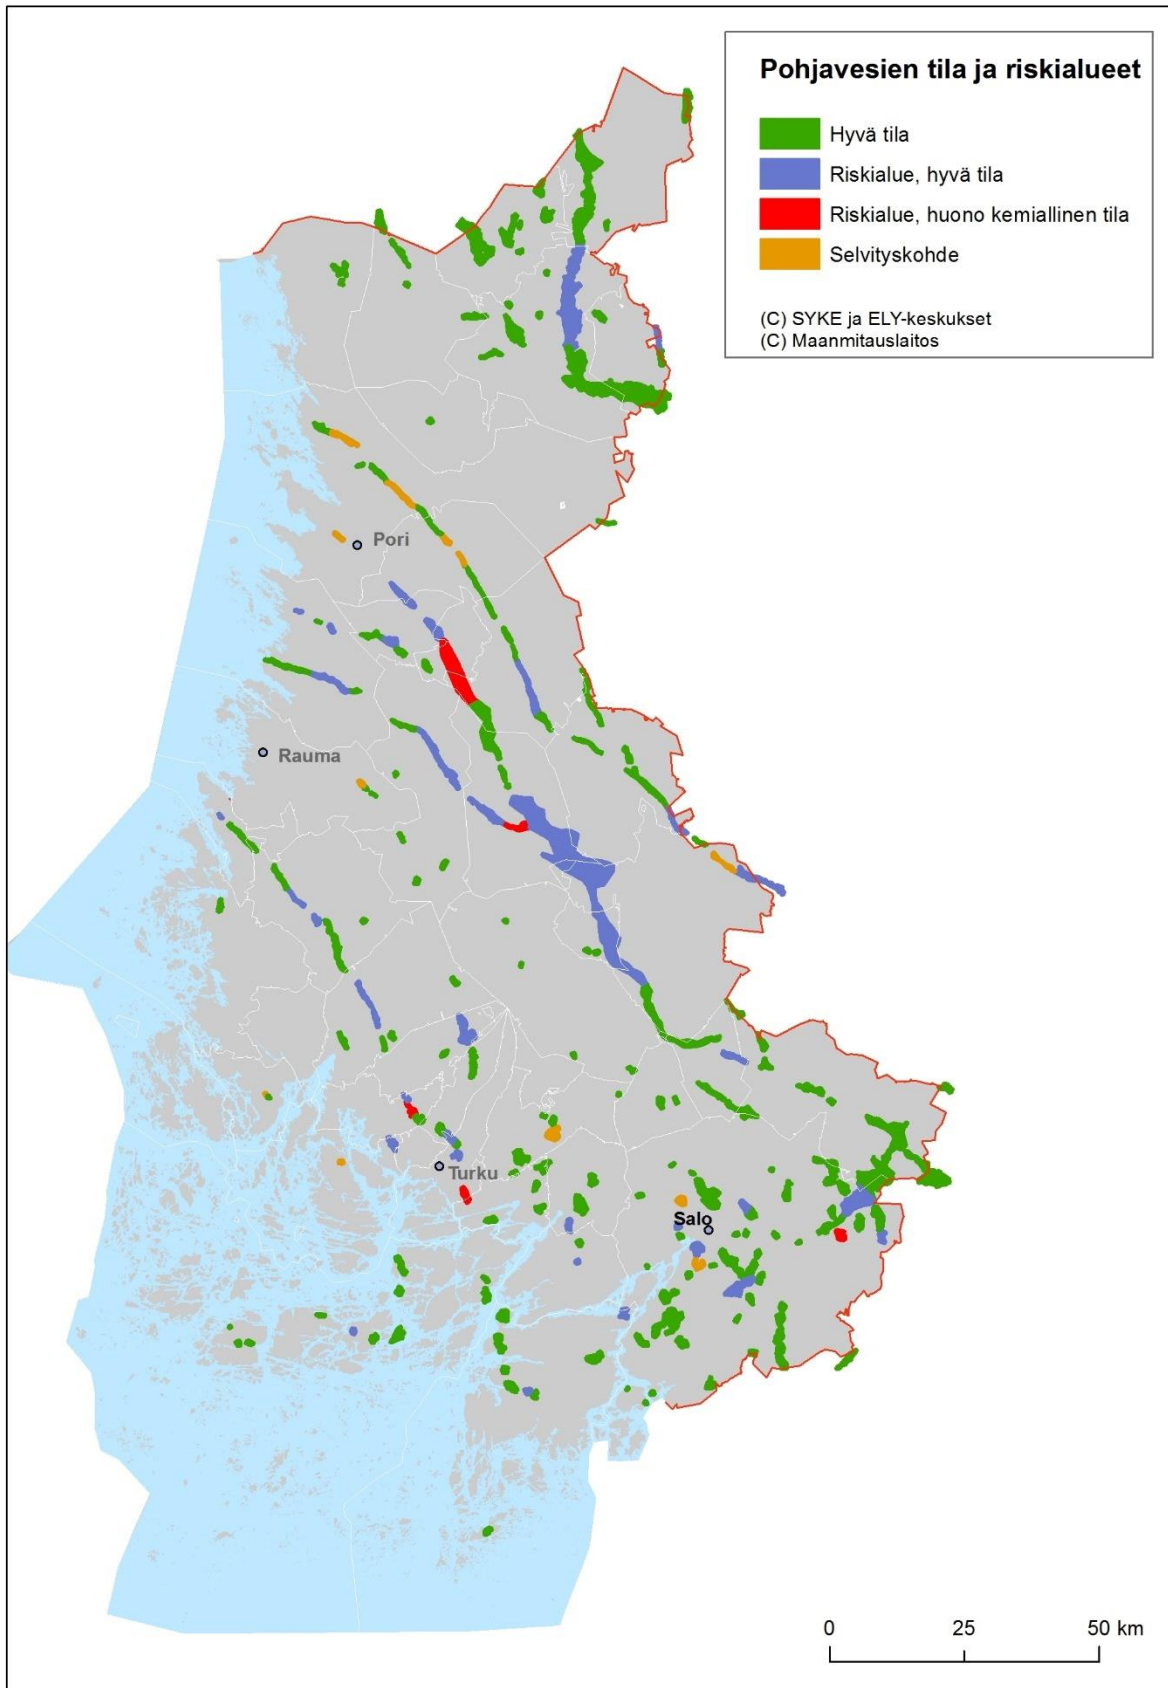 Pohjavesien tila ja riskialueet
Hyvä tila
Riskialue, hyvä tila
Riskialue, huono kemiallinen tila
Selvityskohde
(C) SYKE ja ELY-keskukset
(C) Maanmitauslaitos
Pori
Rauma
Turku
Salo
0 25 50 km